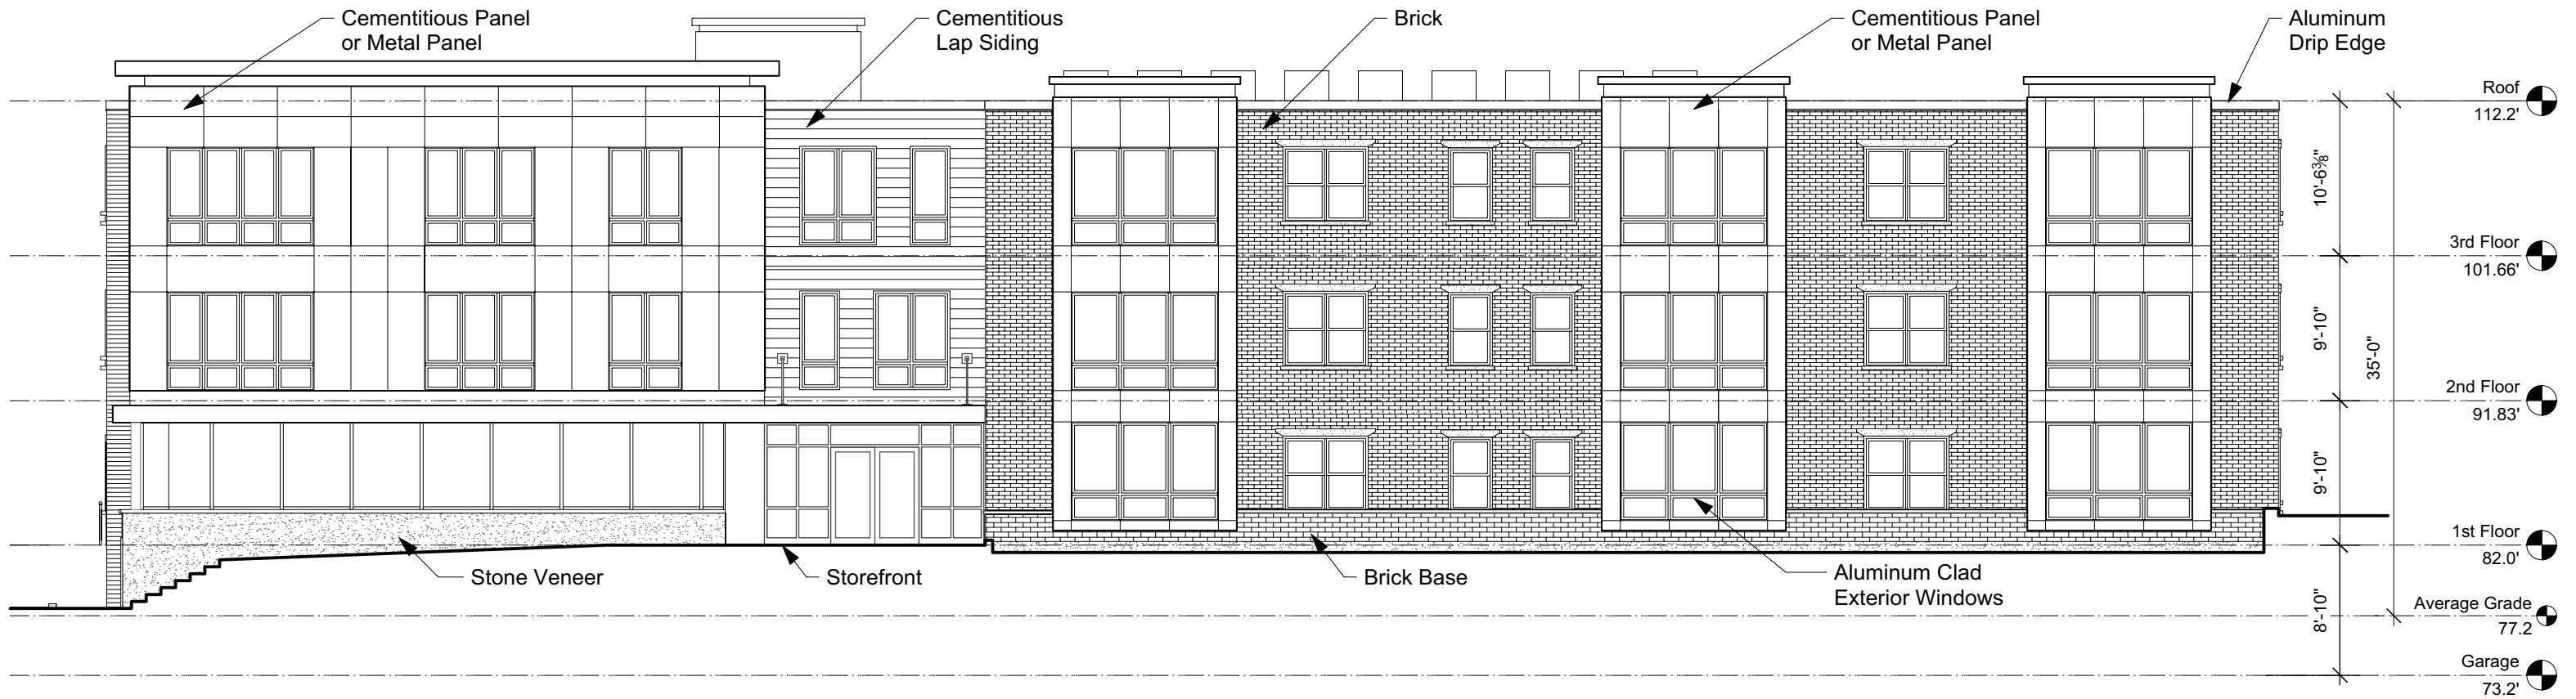 Cementitious Panel
or Metal Panel
Cementitious
Lap Siding
Brick
Cementitious Panel
or Metal Panel
Aluminum
Drip Edge
Roof
112.2'
10'-6⅜"
3rd Floor
101.66'
9'-10"
35'-0"
2nd Floor
91.83'
9'-10"
1st Floor
82.0'
Stone Veneer
Storefront
Brick Base
Aluminum Clad
Exterior Windows
8'-10"
Average Grade
77.2
Garage
73.2'